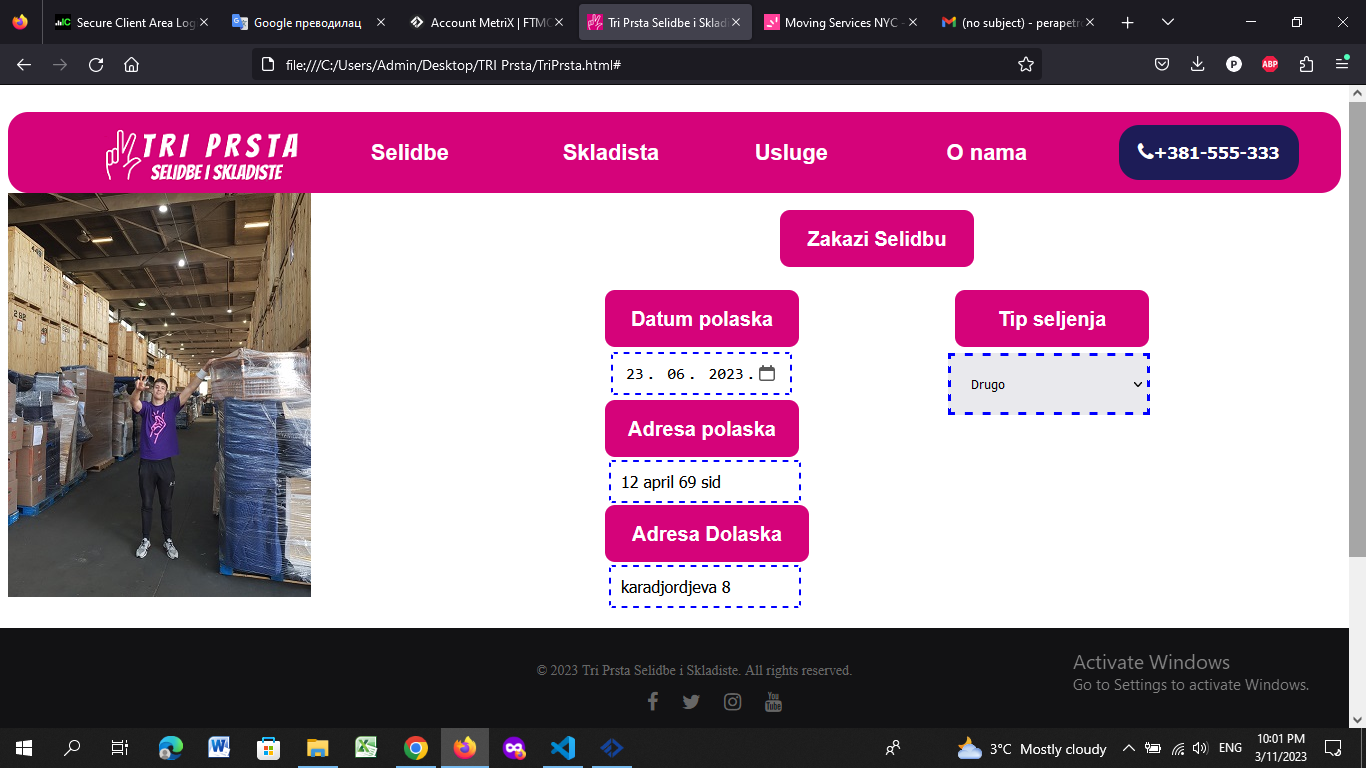 Secure Client Area Log
Google преводилац
Account MetriX | FTMO
Tri Prsta Selidbe i Sklad
Moving Services NYC -
(no subject) - perapetro
file:///C:/Users/Admin/Desktop/TRI Prsta/TriPrsta.html#
P
ABP
TRI PRSTA
SELIDBE I SKLADISTE
Selidbe
Skladista
Usluge
O nama
+381-555-333
Zakazi Selidbu
Datum polaska
Tip seljenja
23. 06. 2023.
Drugo
Adresa polaska
12 april 69 sid
Adresa Dolaska
karadjordjeva 8
© 2023 Tri Prsta Selidbe i Skladiste. All rights reserved.
You
Tube
Activate Windows
Go to Settings to activate Windows.
3°C Mostly cloudy
ENG
10:01 PM
3/11/2023